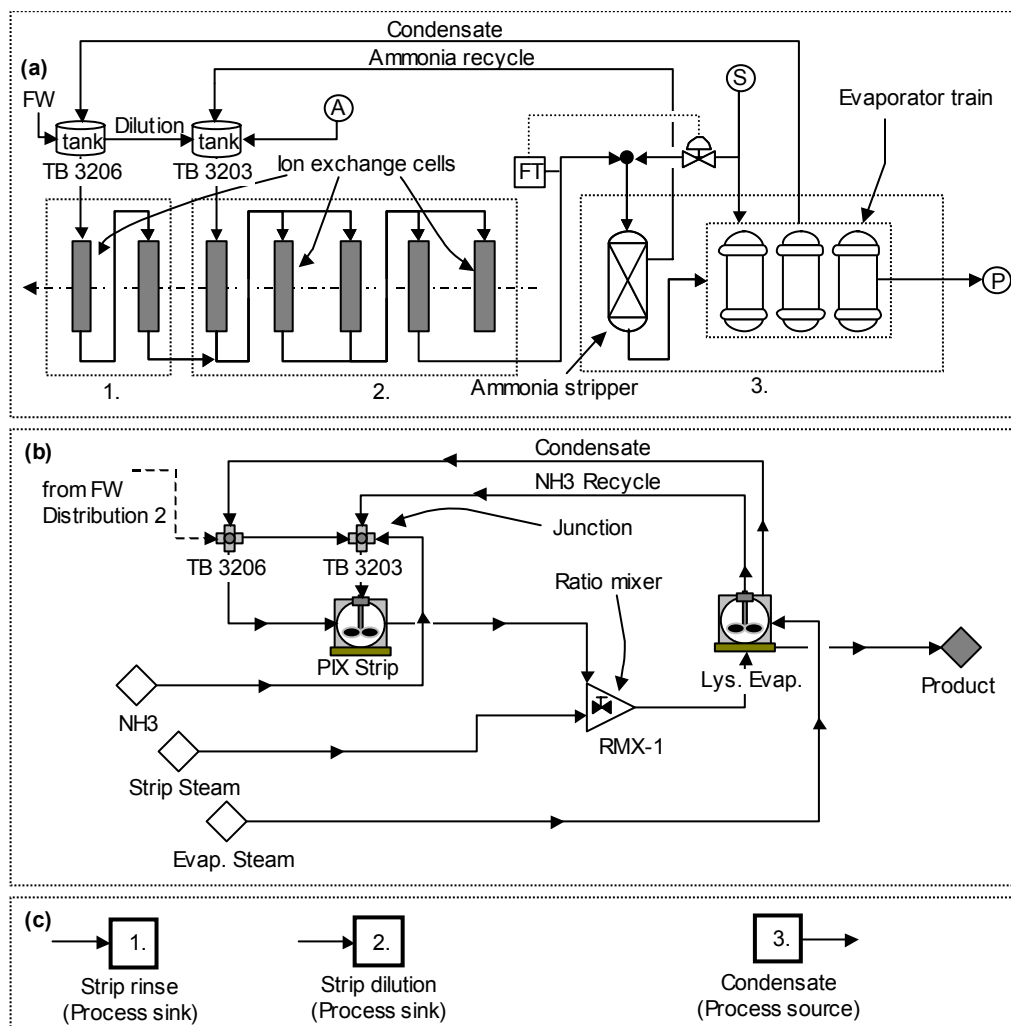 (a)
Condensate
Ammonia recycle
S
Evaporator train
FW
Dilution
A
tank
tank
TB 3206
TB 3203
Ion exchange cells
FT
P
Ammonia stripper
1.
2.
3.
(b)
Condensate
from FW
Distribution 2
NH3 Recycle
Junction
TB 3206
TB 3203
Ratio mixer
PIX Strip
Lys. Evap.
Product
NH3
RMX-1
Strip Steam
Evap. Steam
(c)
1.
2.
3.
Strip rinse
(Process sink)
Strip dilution
(Process sink)
Condensate
(Process source)